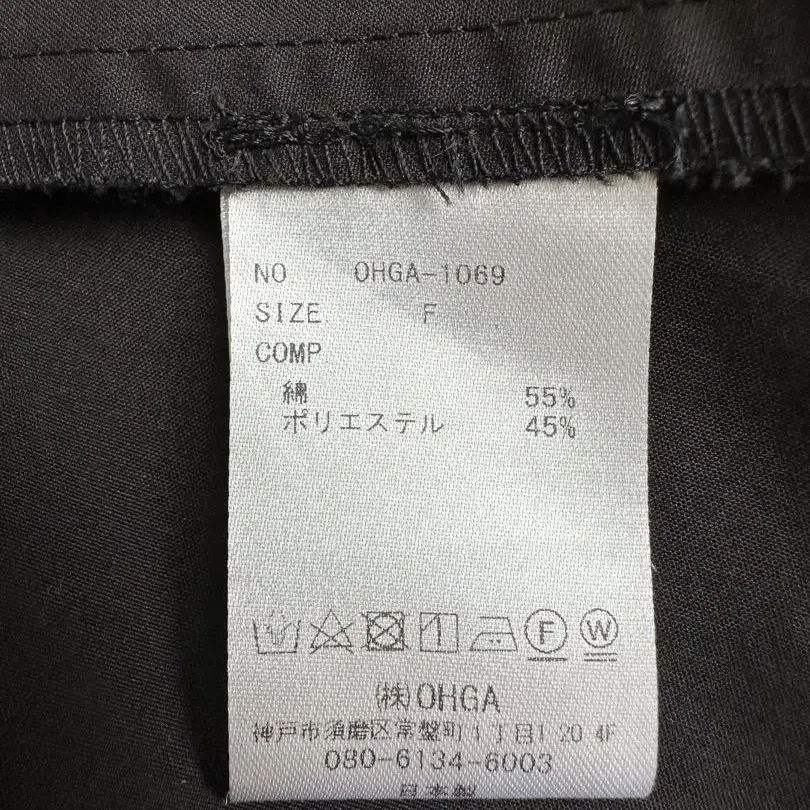 NO OHGA-1069
SIZE F
COMP
綿 55%
ポリエステル 45%
F W
(株)OHGA
神戸市須磨区常盤町1丁目1 20 4F
080-6134-6003
日本製